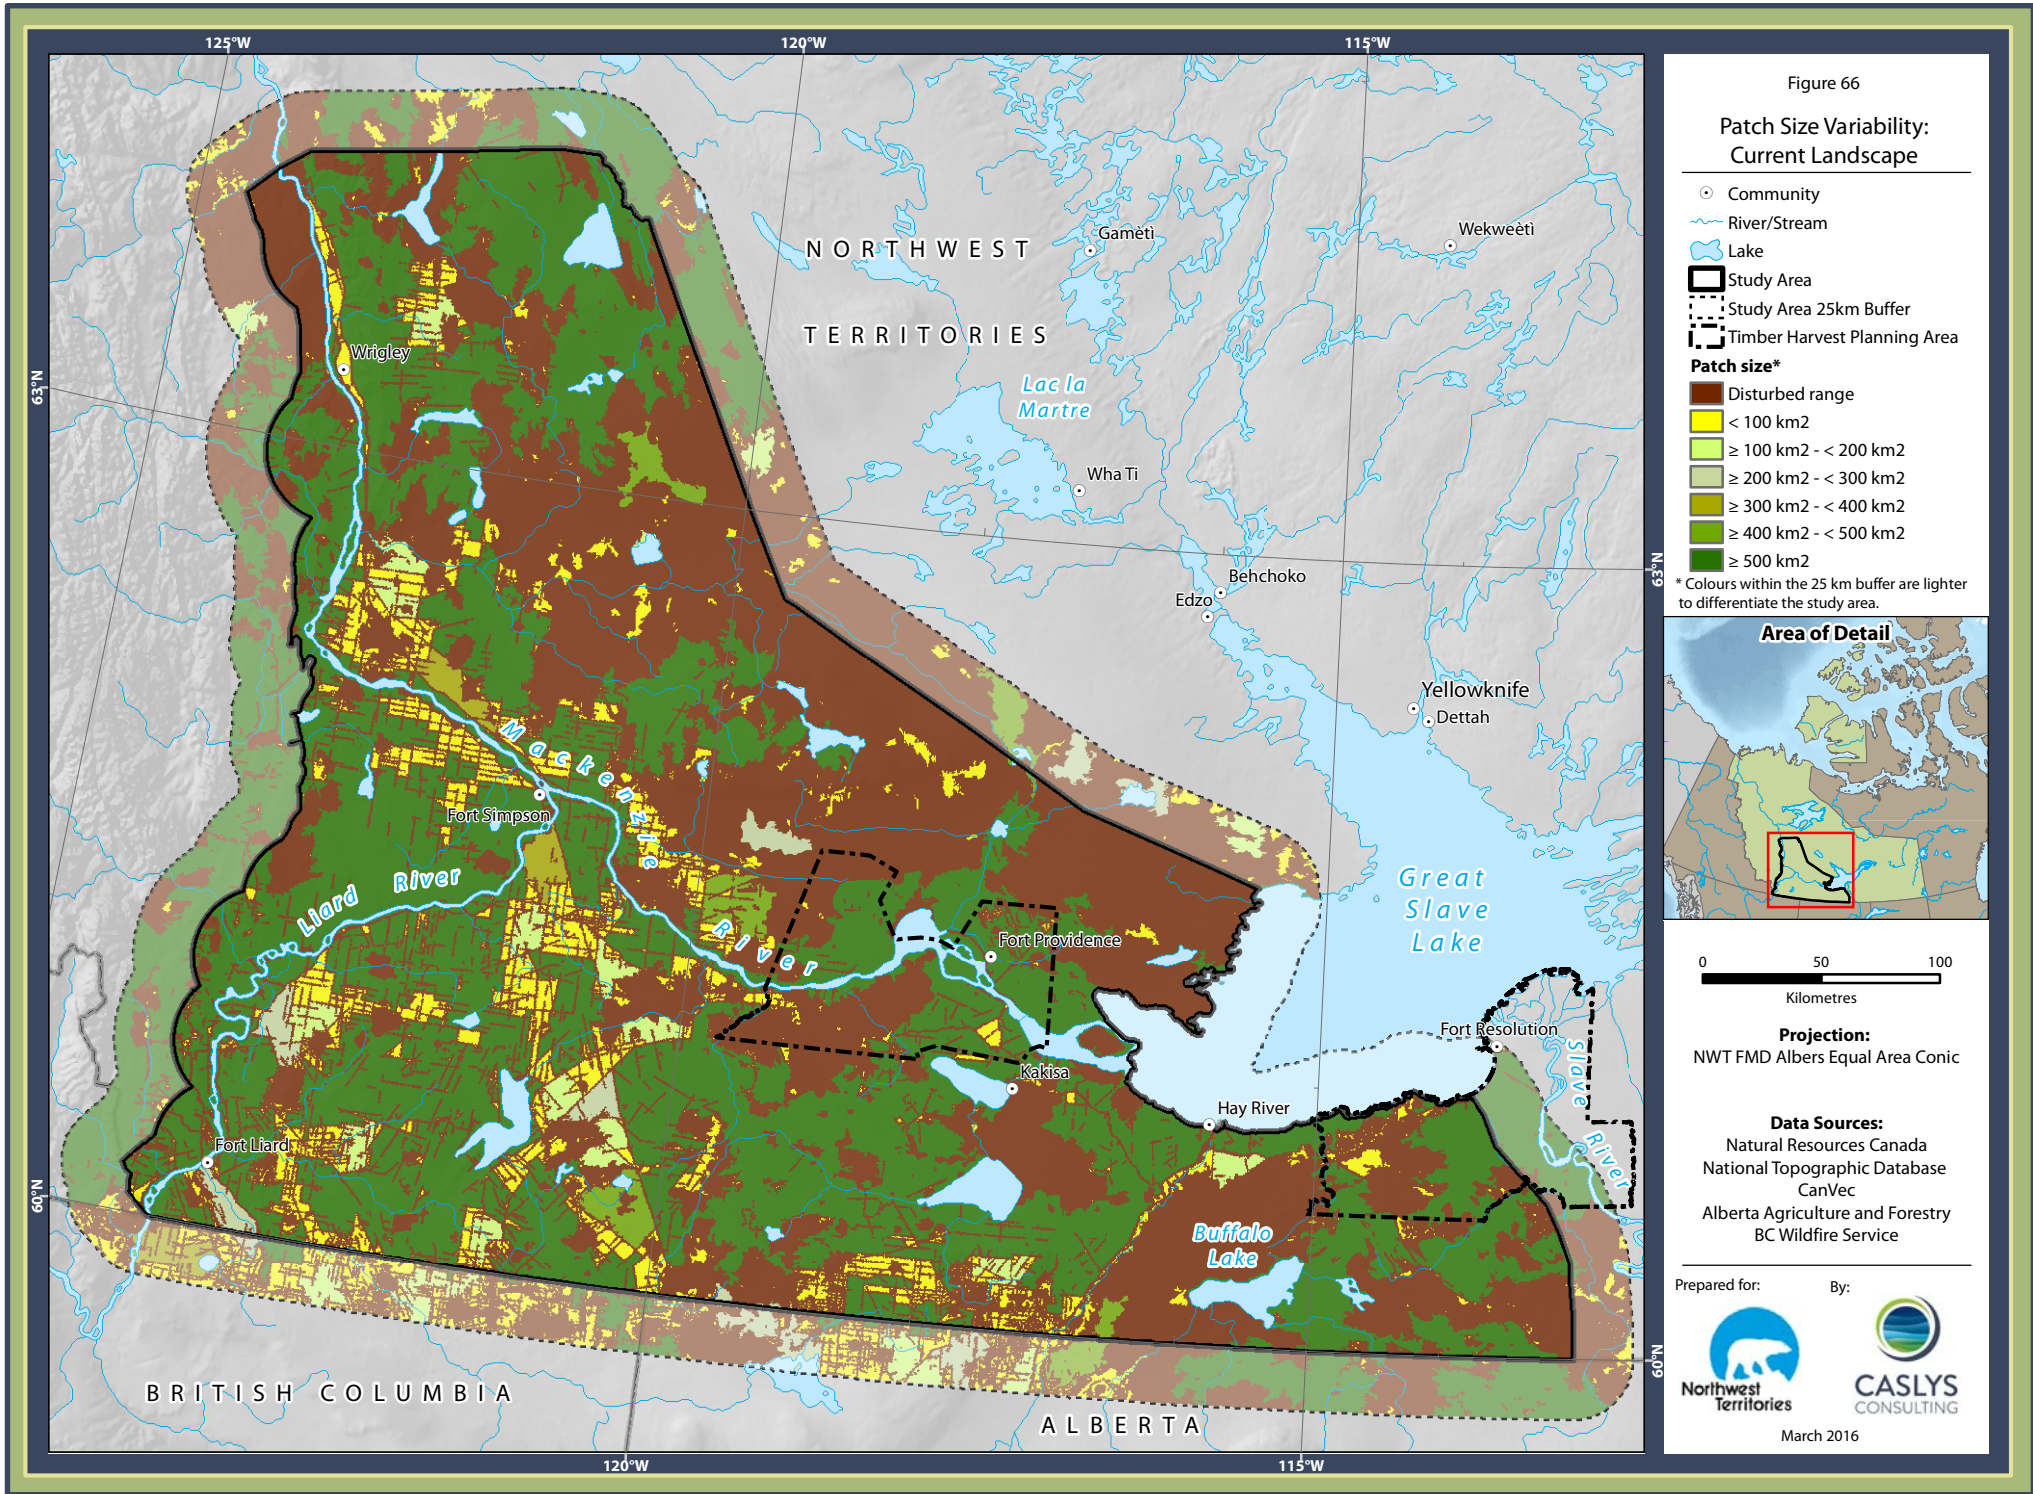 125°W
120°W
115°W
63°N
60°N
63°N
60°N
120°W
115°W
NORTHWEST
TERRITORIES
Gamètì
Wekweètì
Wrigley
Lac la
Martre
Wha Ti
Behchoko
Edzo
Yellowknife
Dettah
Mackenzie
River
Fort Simpson
Liard River
Great
Slave
Lake
Fort Providence
Fort Resolution
Slave
River
Kakisa
Hay River
Fort Liard
Buffalo
Lake
BRITISH COLUMBIA
ALBERTA
Figure 66
Patch Size Variability:
Current Landscape
Community
River/Stream
Lake
Study Area
Study Area 25km Buffer
Timber Harvest Planning Area
Patch size*
Disturbed range
< 100 km2
≥ 100 km2 - < 200 km2
≥ 200 km2 - < 300 km2
≥ 300 km2 - < 400 km2
≥ 400 km2 - < 500 km2
≥ 500 km2
* Colours within the 25 km buffer are lighter
to differentiate the study area.
Area of Detail
0 50 100
Kilometres
Projection:
NWT FMD Albers Equal Area Conic
Data Sources:
Natural Resources Canada
National Topographic Database
CanVec
Alberta Agriculture and Forestry
BC Wildfire Service
Prepared for: By:
Northwest
Territories
CASLYS
CONSULTING
March 2016